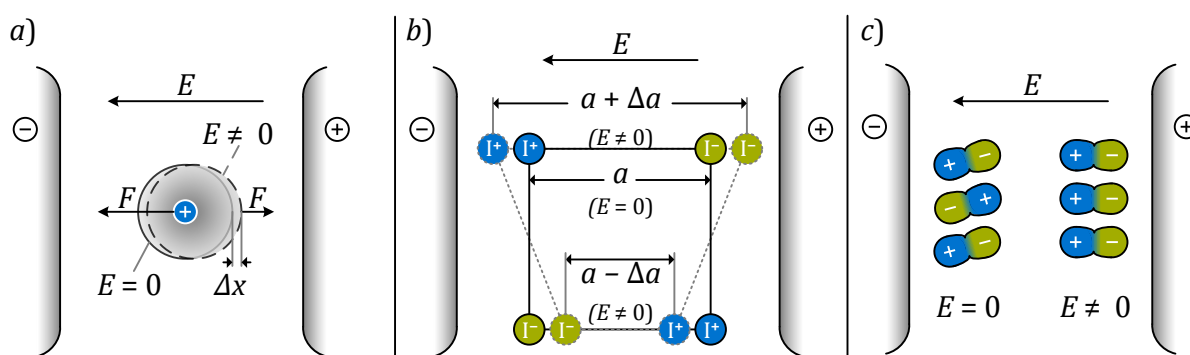 a)
E
−
+
E ≠ 0
F
+
F
E = 0
Δx
b)
E
a + Δa
−
+
I⁺ I⁺ (E ≠ 0) I⁻ I⁻
a
(E = 0)
a − Δa
(E ≠ 0)
I⁻ I⁻ I⁺ I⁺
c)
E
−
+
+ − + −
− + + −
+ − + −
E = 0 E ≠ 0